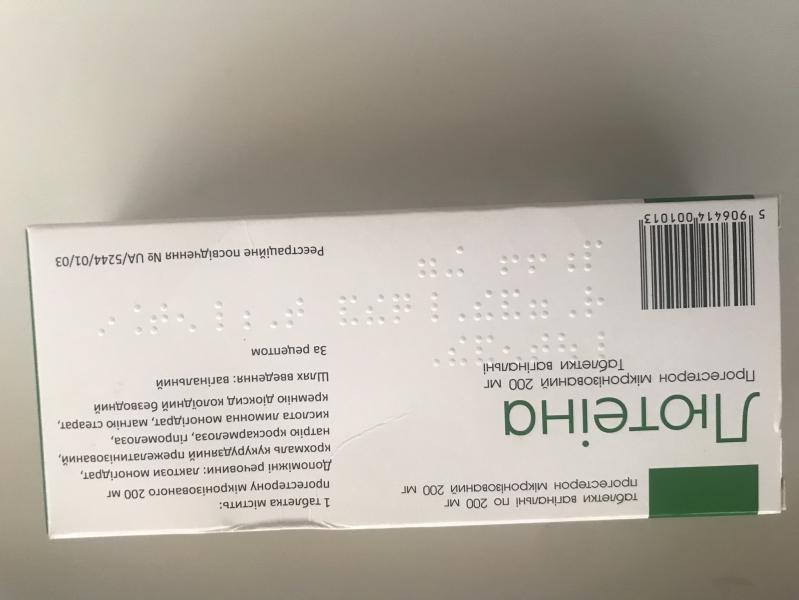 таблетки вагінальні по 200 мг
прогестерон мікронізований 200 мг
Лютеіна
Прогестерон мікронізований 200 мг
Таблетки вагінальні
5 906414 001013
1 таблетка містить:
прогестерону мікронізованого 200 мг
Допоміжні речовини: лактози моногідрат,
крохмаль кукурудзяний прежелатинізований,
натрію кроскармелоза, гіпромелоза,
кислота лимонна моногідрат, магнію стеарат,
кремнію діоксид колоїдний безводний
Шлях введення: вагінальний
За рецептом
Реєстраційне посвідчення № UA/5244/01/03